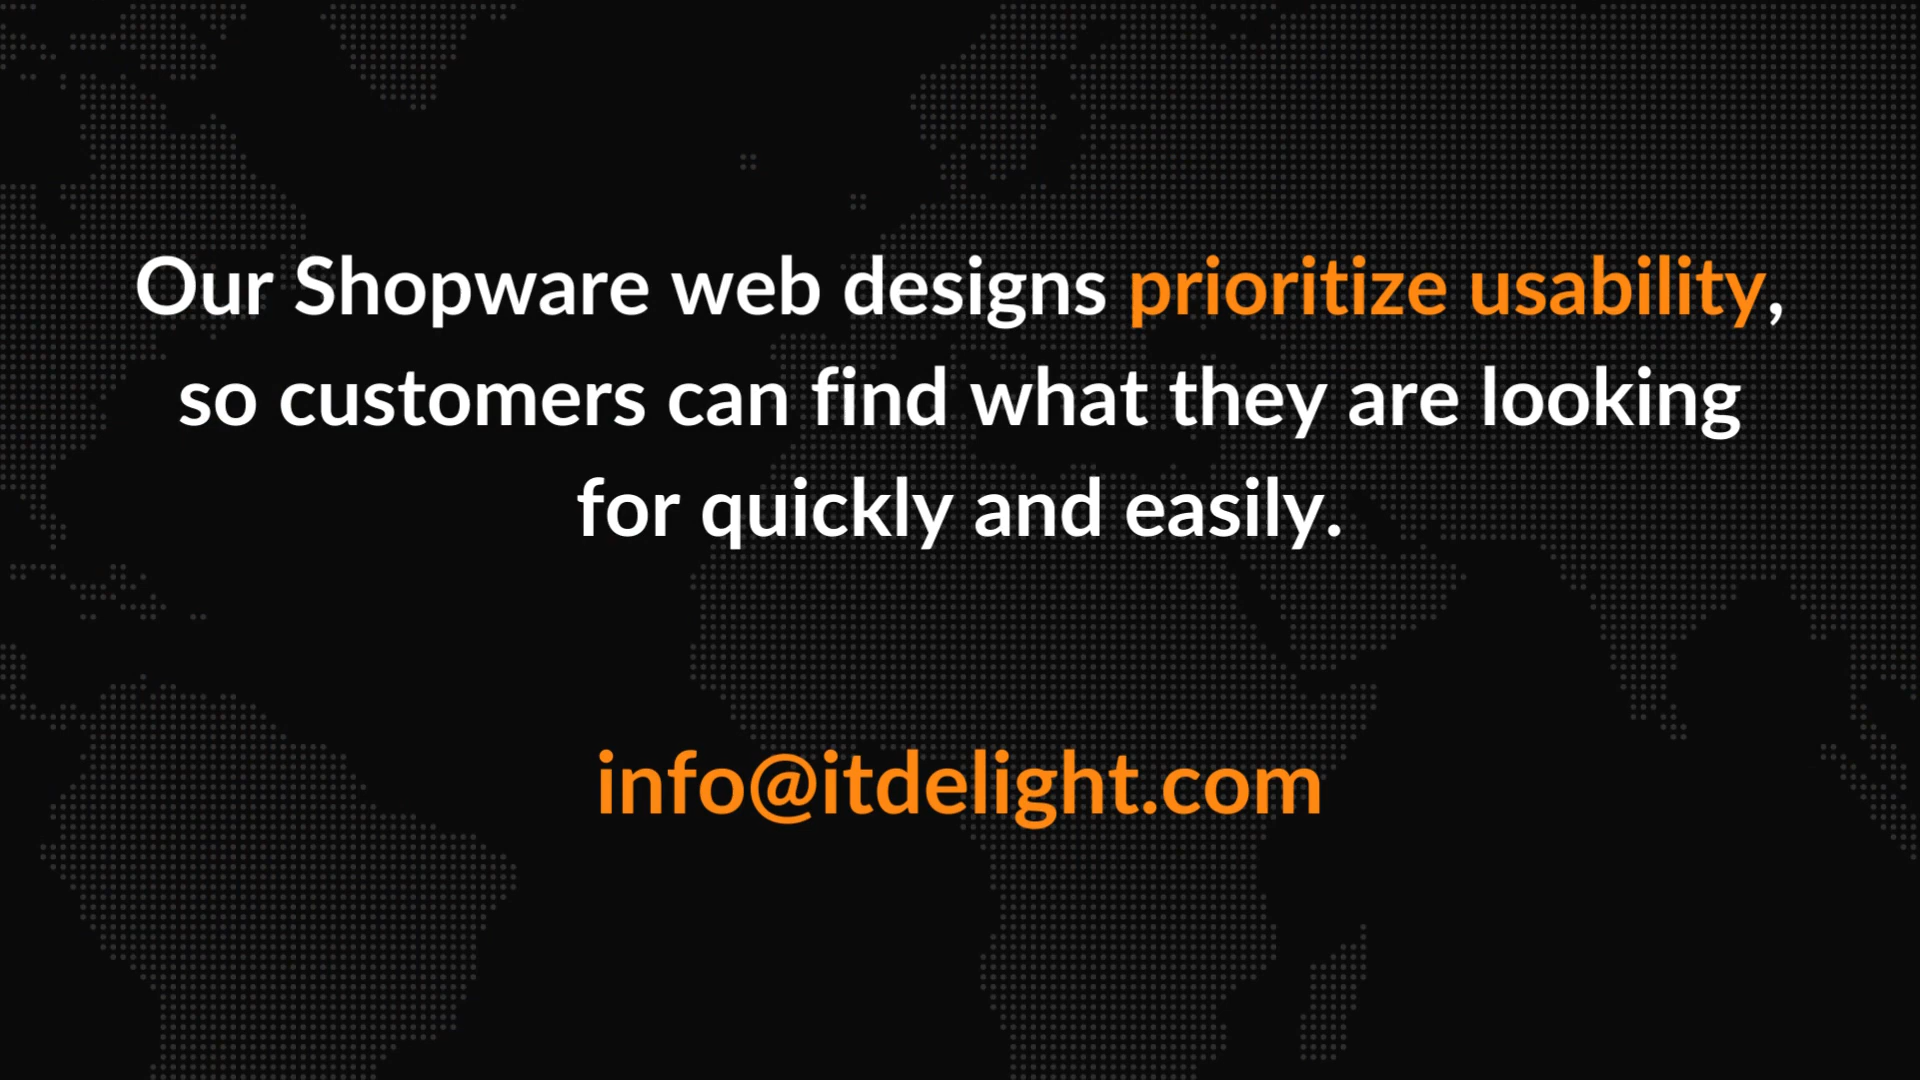 Our Shopware web designs prioritize usability,
so customers can find what they are looking
for quickly and easily.
info@itdelight.com